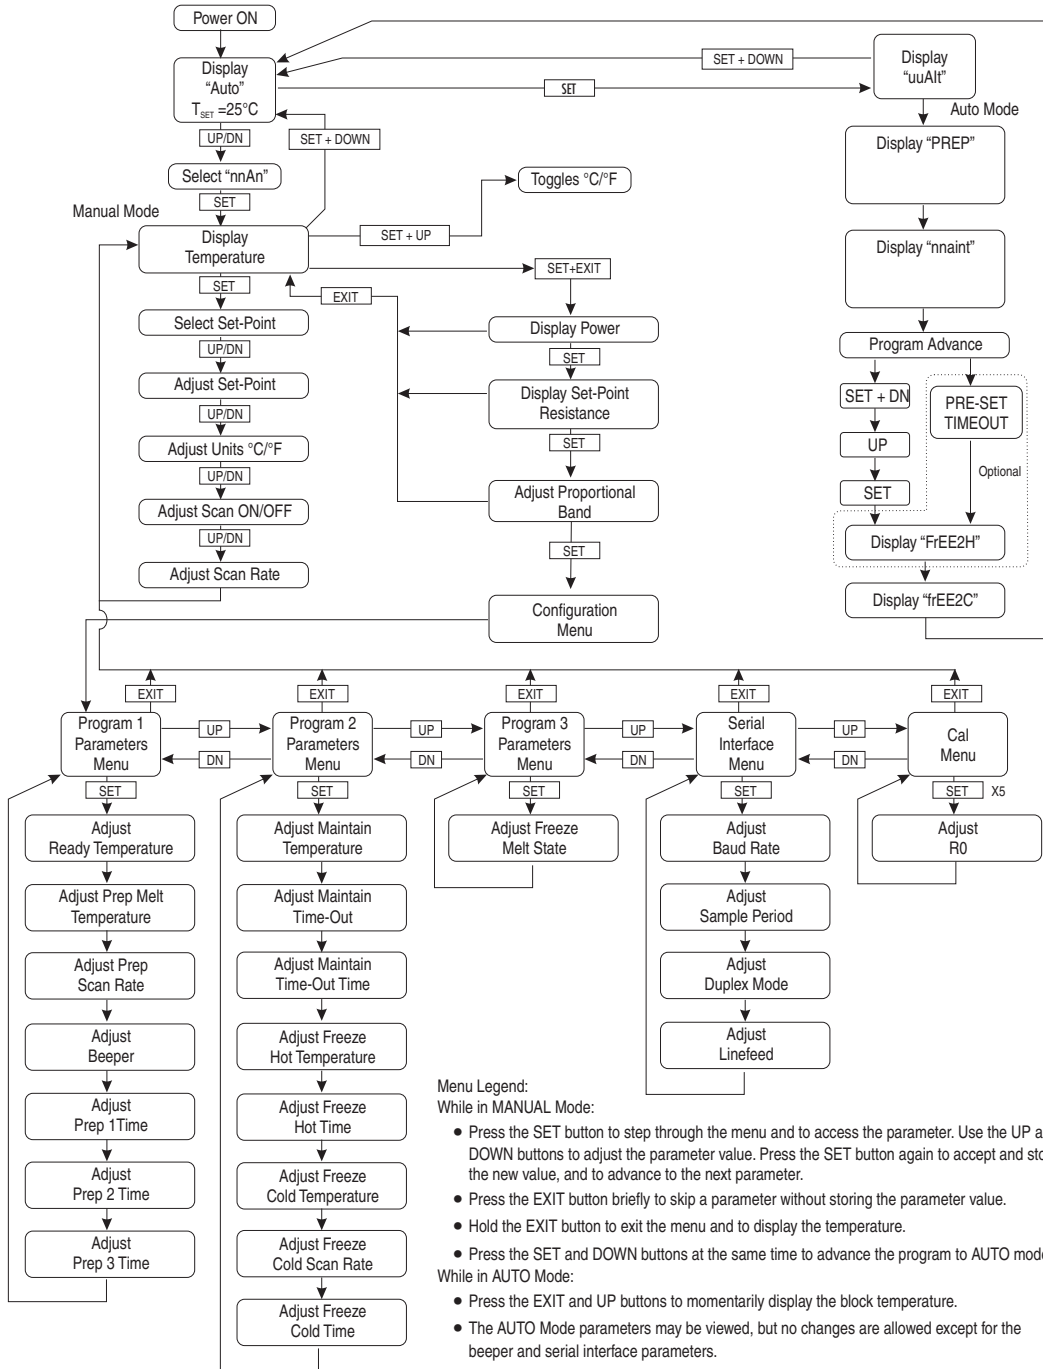 Power ON
Display
“Auto”
TSET =25°C
UP/DN
SET + DOWN
Select “nnAn”
SET
Manual Mode
Display
Temperature
SET + UP
Toggles °C/°F
SET + DOWN
SET
Display
“uuAIt”
Auto Mode
Display “PREP”
Display “nnaint”
Program Advance
SET + DN
UP
SET
PRE-SET
TIMEOUT
Optional
Display “FrEE2H”
Display “frEE2C”
SET
Select Set-Point
UP/DN
Adjust Set-Point
UP/DN
Adjust Units °C/°F
UP/DN
Adjust Scan ON/OFF
UP/DN
Adjust Scan Rate
SET+EXIT
EXIT
Display Power
SET
Display Set-Point
Resistance
SET
Adjust Proportional
Band
SET
Configuration
Menu
EXIT
EXIT
EXIT
EXIT
EXIT
Program 1
Parameters
Menu
UP
DN
Program 2
Parameters
Menu
UP
DN
Program 3
Parameters
Menu
UP
DN
Serial
Interface
Menu
UP
DN
Cal
Menu
SET
Adjust
Ready Temperature
Adjust Prep Melt
Temperature
Adjust Prep
Scan Rate
Adjust
Beeper
Adjust
Prep 1Time
Adjust
Prep 2 Time
Adjust
Prep 3 Time
SET
Adjust Maintain
Temperature
Adjust Maintain
Time-Out
Adjust Maintain
Time-Out Time
Adjust Freeze
Hot Temperature
Adjust Freeze
Hot Time
Adjust Freeze
Cold Temperature
Adjust Freeze
Cold Scan Rate
Adjust Freeze
Cold Time
SET
Adjust Freeze
Melt State
SET
Adjust
Baud Rate
Adjust
Sample Period
Adjust
Duplex Mode
Adjust
Linefeed
SET X5
Adjust
R0
Menu Legend:
While in MANUAL Mode:
• Press the SET button to step through the menu and to access the parameter. Use the UP a
DOWN buttons to adjust the parameter value. Press the SET button again to accept and sto
the new value, and to advance to the next parameter.
• Press the EXIT button briefly to skip a parameter without storing the parameter value.
• Hold the EXIT button to exit the menu and to display the temperature.
• Press the SET and DOWN buttons at the same time to advance the program to AUTO mod
While in AUTO Mode:
• Press the EXIT and UP buttons to momentarily display the block temperature.
• The AUTO Mode parameters may be viewed, but no changes are allowed except for the
beeper and serial interface parameters.